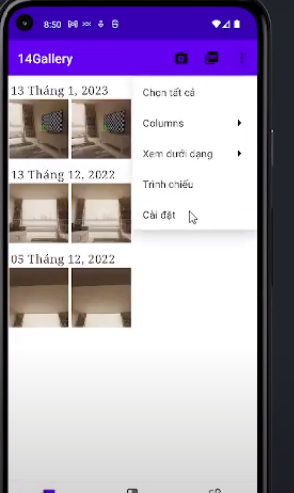 8:50
14Gallery
13 Tháng 1, 2023
13 Tháng 12, 2022
05 Tháng 12, 2022
Chọn tất cả
Columns
Xem dưới dạng
Trình chiếu
Cài đặt